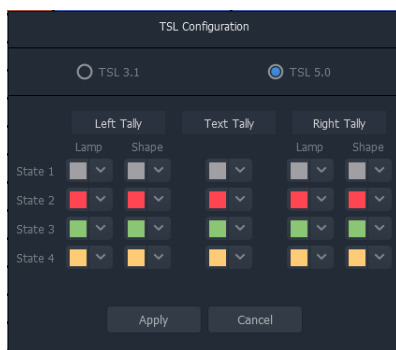 TSL Configuration
TSL 3.1 TSL 5.0
Left Tally Text Tally Right Tally
Lamp Shape Lamp Shape
State 1
State 2
State 3
State 4
Apply Cancel